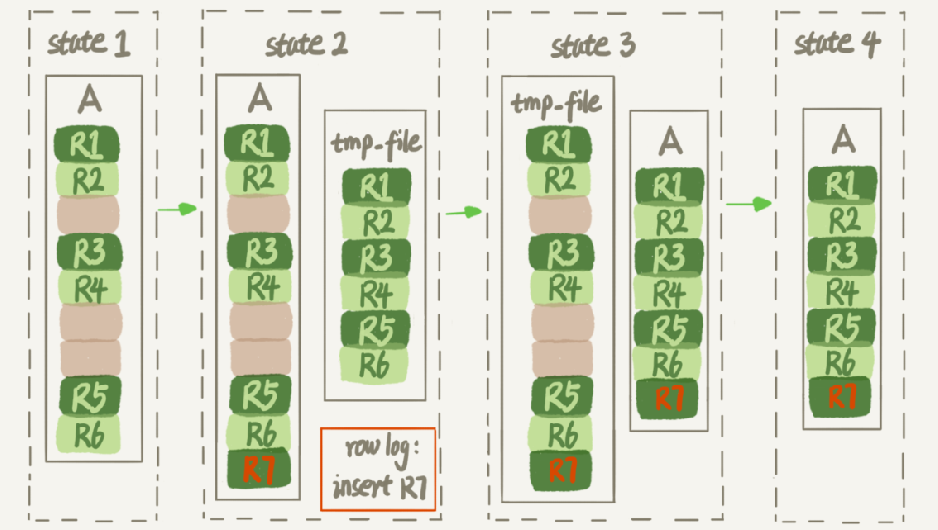 state 1
A
R1
R2
R3
R4
R5
R6
state 2
A
R1
R2
R3
R4
R5
R6
R7
tmp-file
R1
R2
R3
R4
R5
R6
row log:
insert R7
state 3
tmp-file
R1
R2
R3
R4
R5
R6
R7
A
R1
R2
R3
R4
R5
R6
R7
state 4
A
R1
R2
R3
R4
R5
R6
R7